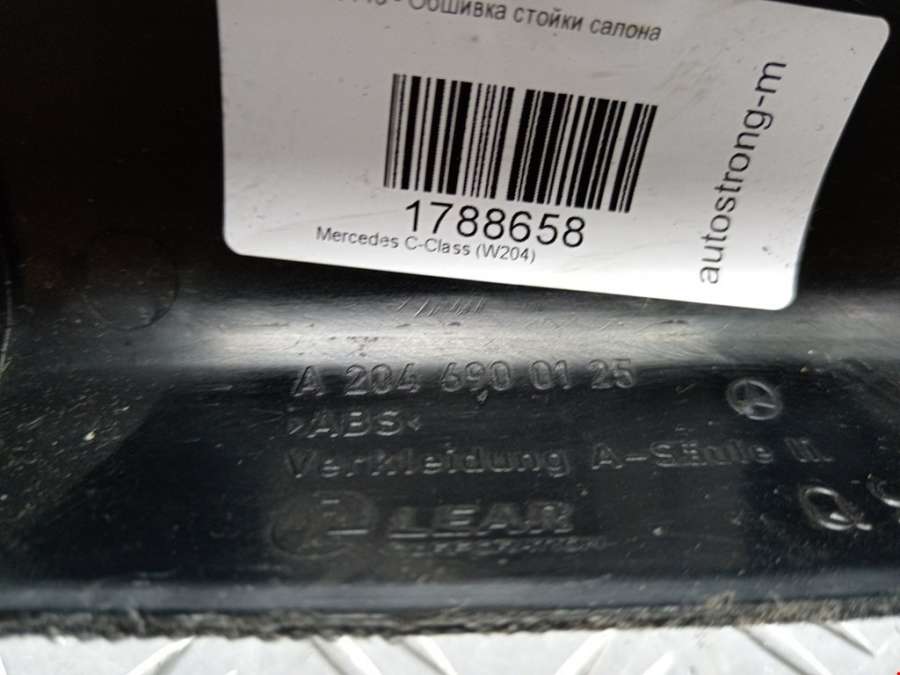 Обшивка стойки салона
1788658
Mercedes C-Class (W204)
autostrong-m
A 204 690 01 25
>ABS<
Verkleidung A-Säule li.
LEAR